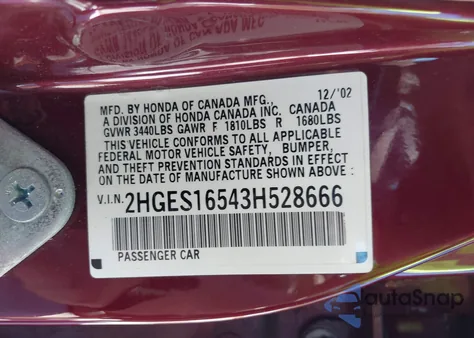 MFD. BY HONDA OF CANADA MFG., 12/'02
A DIVISION OF HONDA CANADA INC. CANADA
GVWR 3440LBS GAWR F 1810LBS R 1680LBS
THIS VEHICLE CONFORMS TO ALL APPLICABLE
FEDERAL MOTOR VEHICLE SAFETY, BUMPER,
AND THEFT PREVENTION STANDARDS IN EFFECT
ON THE DATE OF MANUFACTURE SHOWN ABOVE:
V.I.N. 2HGES16543H528666
PASSENGER CAR
autaSnap